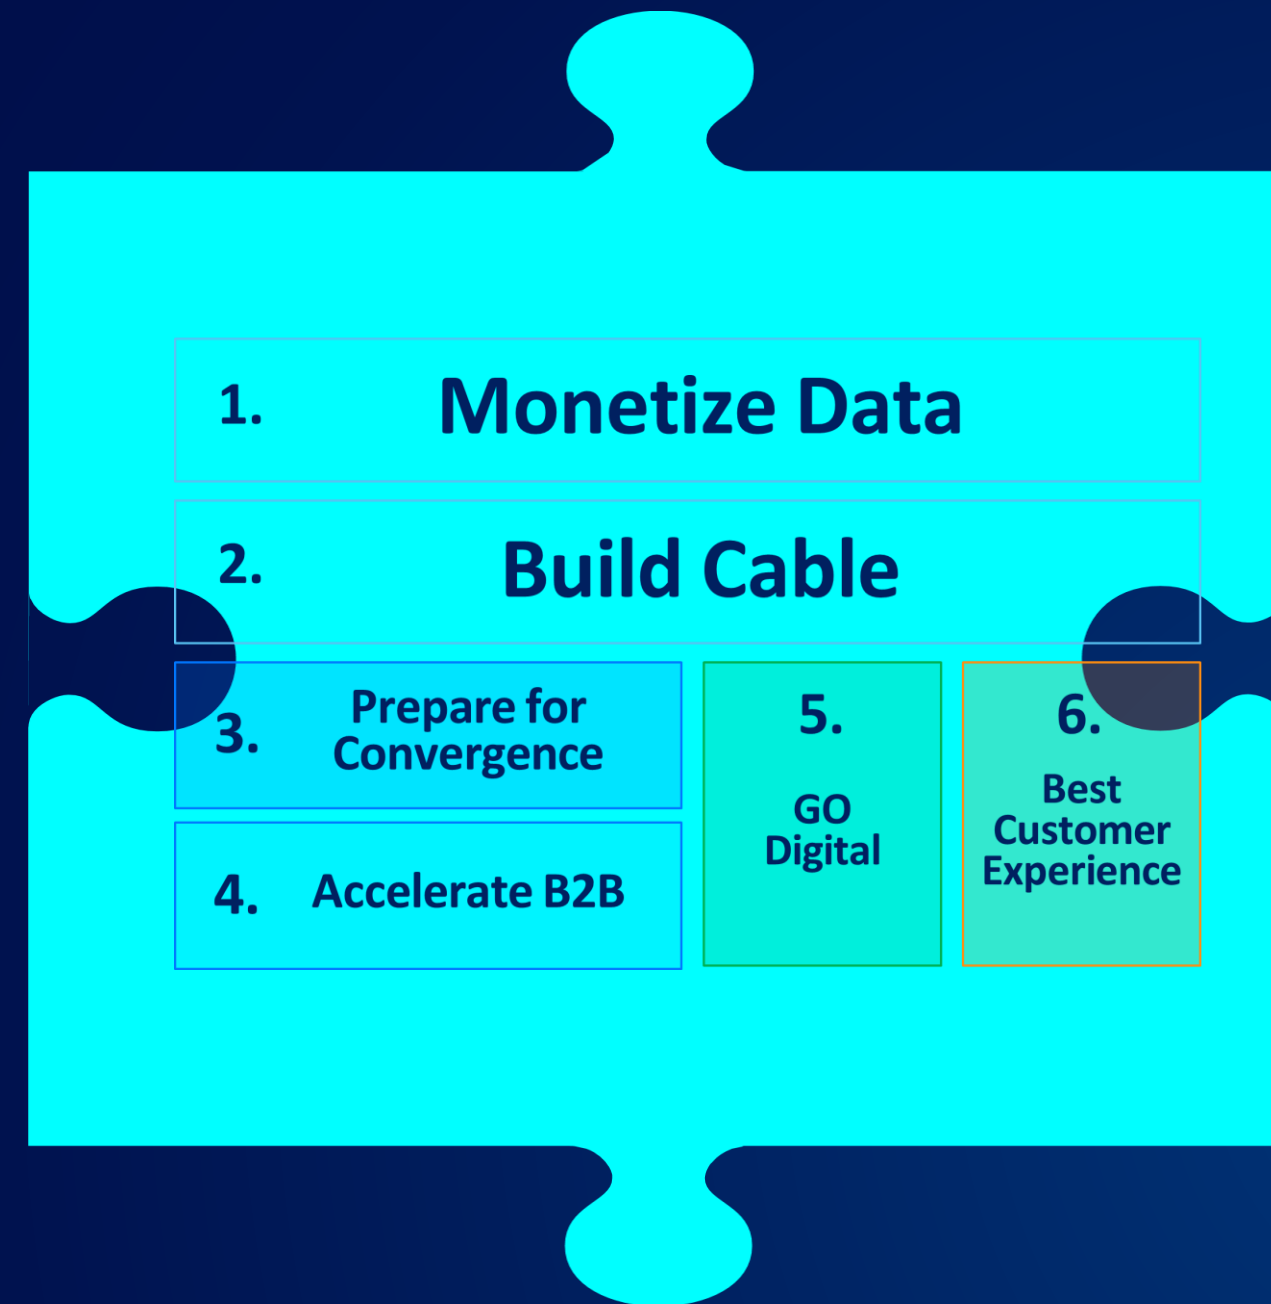 1. Monetize Data
2. Build Cable
3. Prepare for
Convergence
4. Accelerate B2B
5.
GO
Digital
6.
Best
Customer
Experience